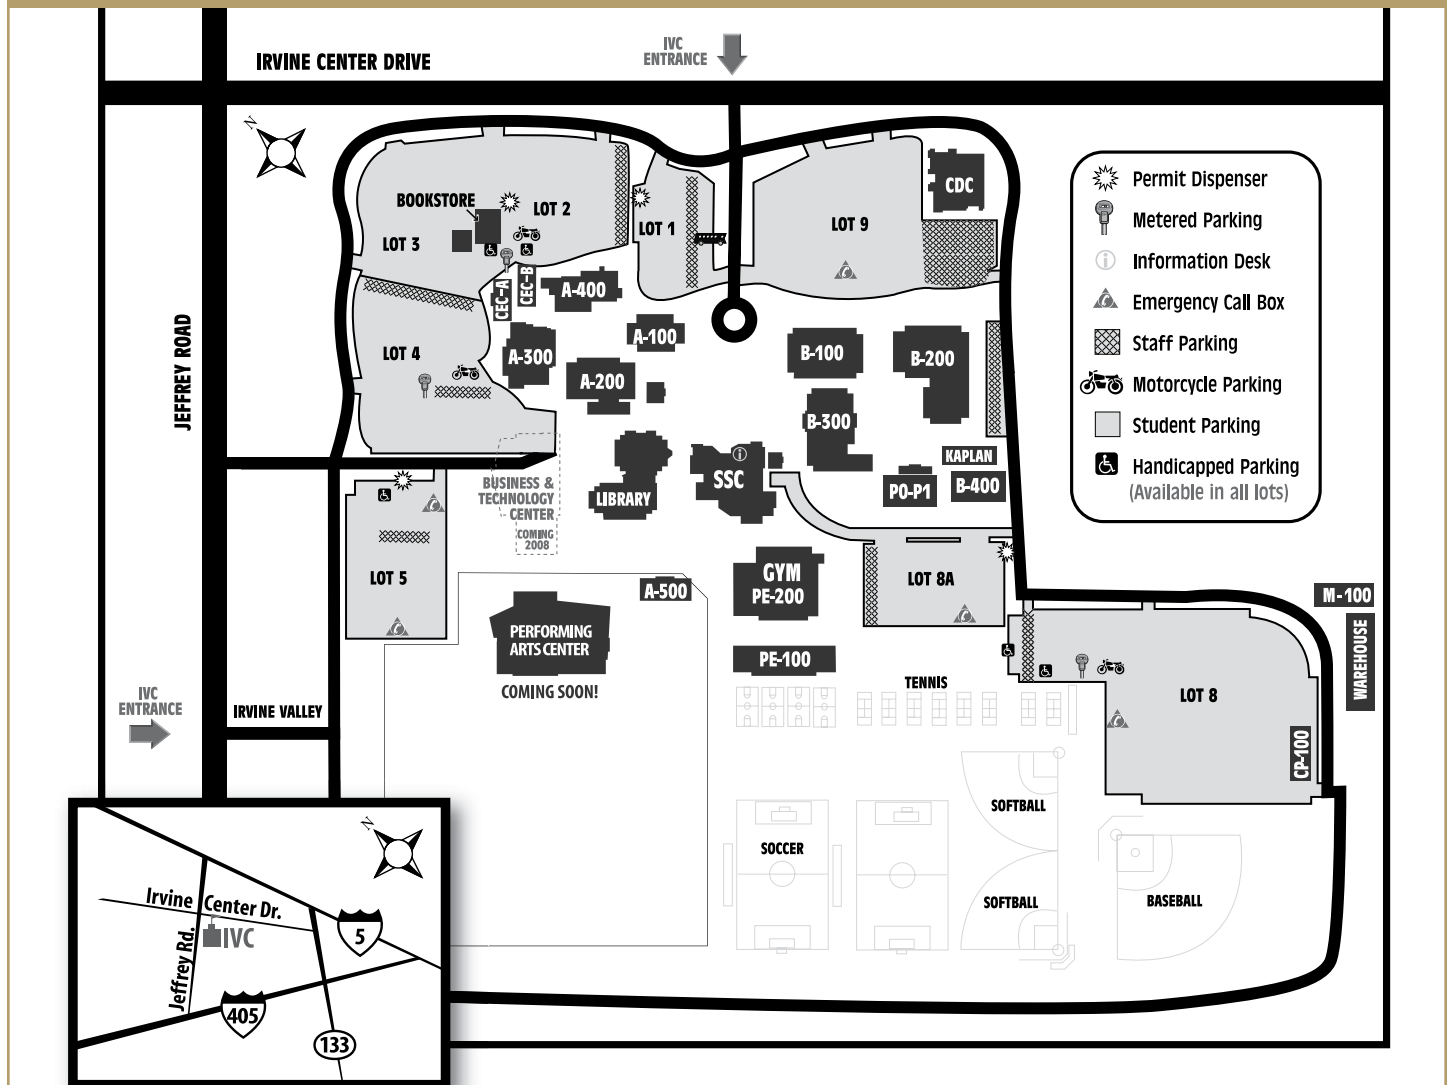 IRVINE CENTER DRIVE
IVC
ENTRANCE
N
JEFFREY ROAD
BOOKSTORE
LOT 2
LOT 3
LOT 1
LOT 9
CDC
CEC-A
CEC-B
A-400
A-100
A-300
A-200
LOT 4
B-100
B-200
B-300
KAPLAN
B-400
PO-P1
SSC
LIBRARY
BUSINESS &
TECHNOLOGY
CENTER
COMING
2008
LOT 5
A-500
GYM
PE-200
LOT 8A
PERFORMING
ARTS CENTER
COMING SOON!
PE-100
TENNIS
LOT 8
CP-100
M-100
WAREHOUSE
IVC
ENTRANCE
IRVINE VALLEY
SOCCER
SOFTBALL
SOFTBALL
BASEBALL
Permit Dispenser
Metered Parking
Information Desk
Emergency Call Box
Staff Parking
Motorcycle Parking
Student Parking
Handicapped Parking
(Available in all lots)
N
Irvine Center Dr.
IVC
Jeffrey Rd.
5
405
133